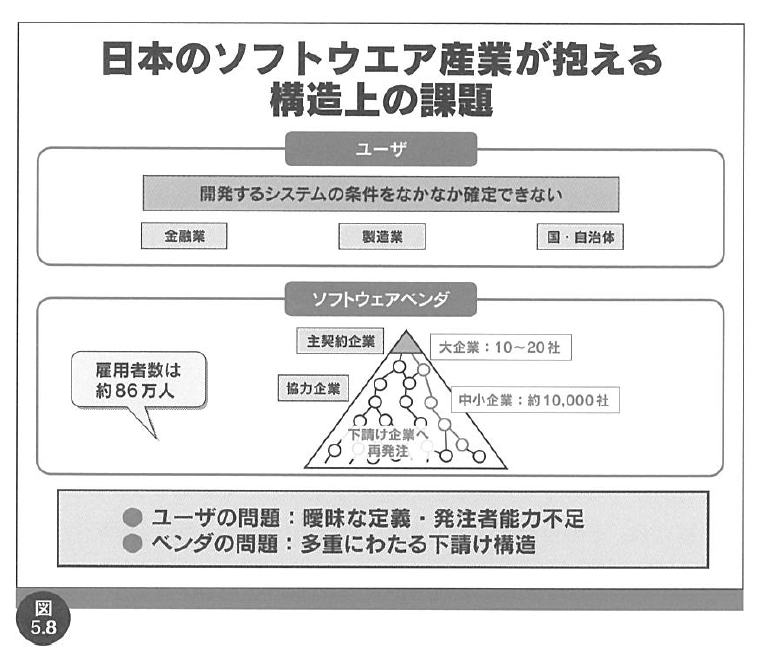 日本のソフトウエア産業が抱える
構造上の課題
ユーザ
開発するシステムの条件をなかなか確定できない
金融業
製造業
国・自治体
ソフトウェアベンダ
主契約企業
大企業：10～20社
雇用者数は
約86万人
協力企業
中小企業：約10,000社
下請け企業へ
再発注
● ユーザの問題：曖昧な定義・発注者能力不足
● ベンダの問題：多重にわたる下請け構造
図
5.8